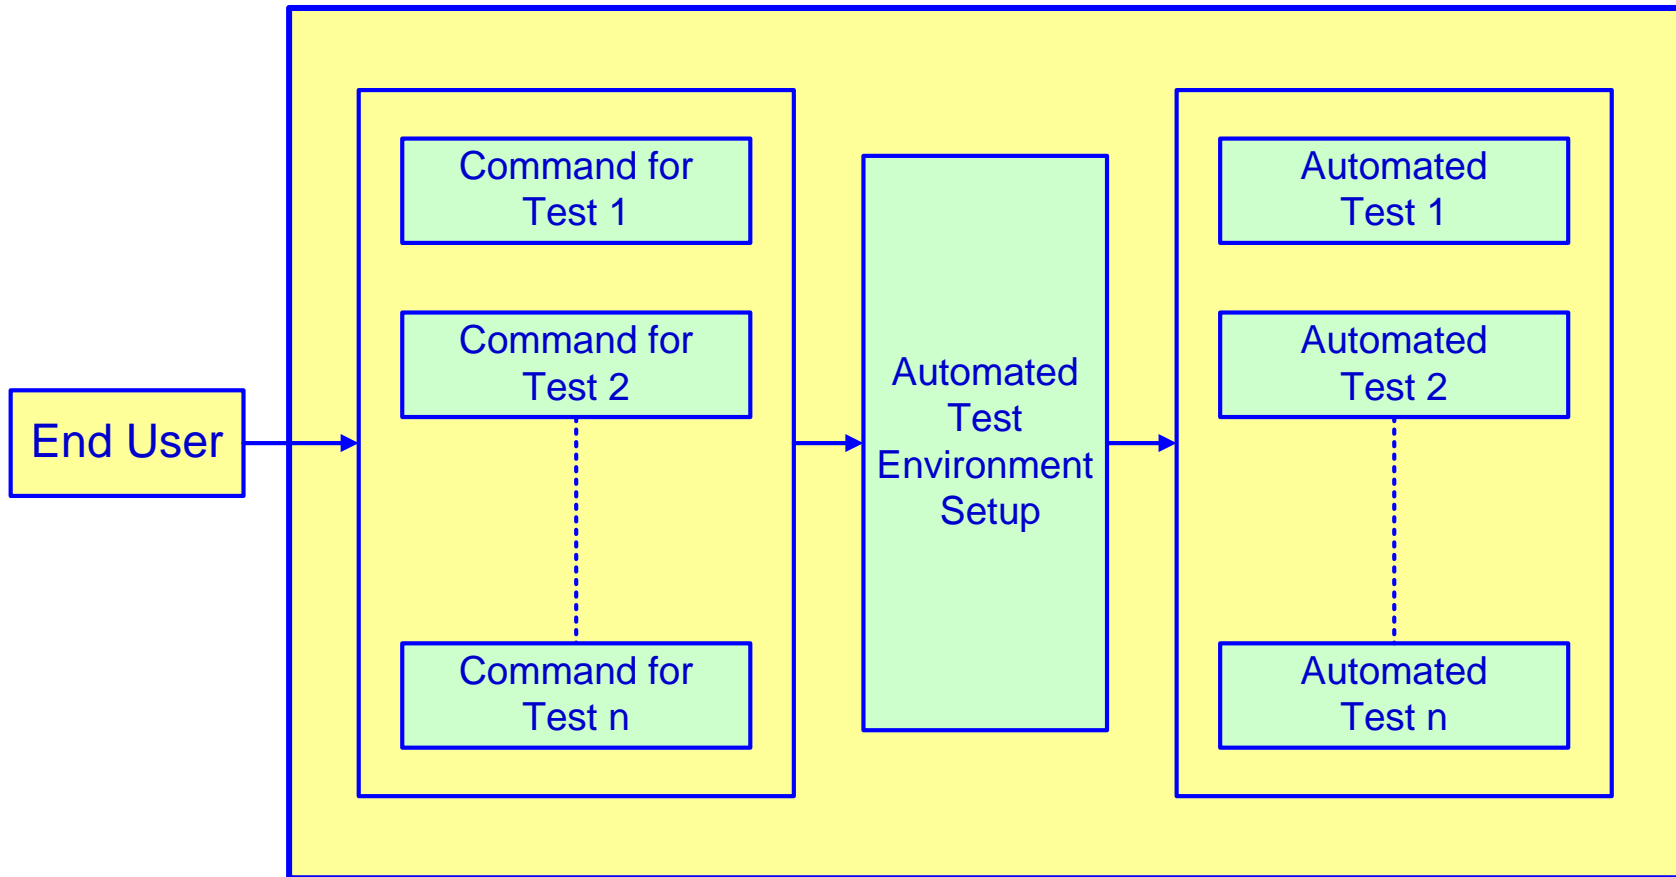 End User
Command for
Test 1
Command for
Test 2
Command for
Test n
Automated
Test
Environment
Setup
Automated
Test 1
Automated
Test 2
Automated
Test n